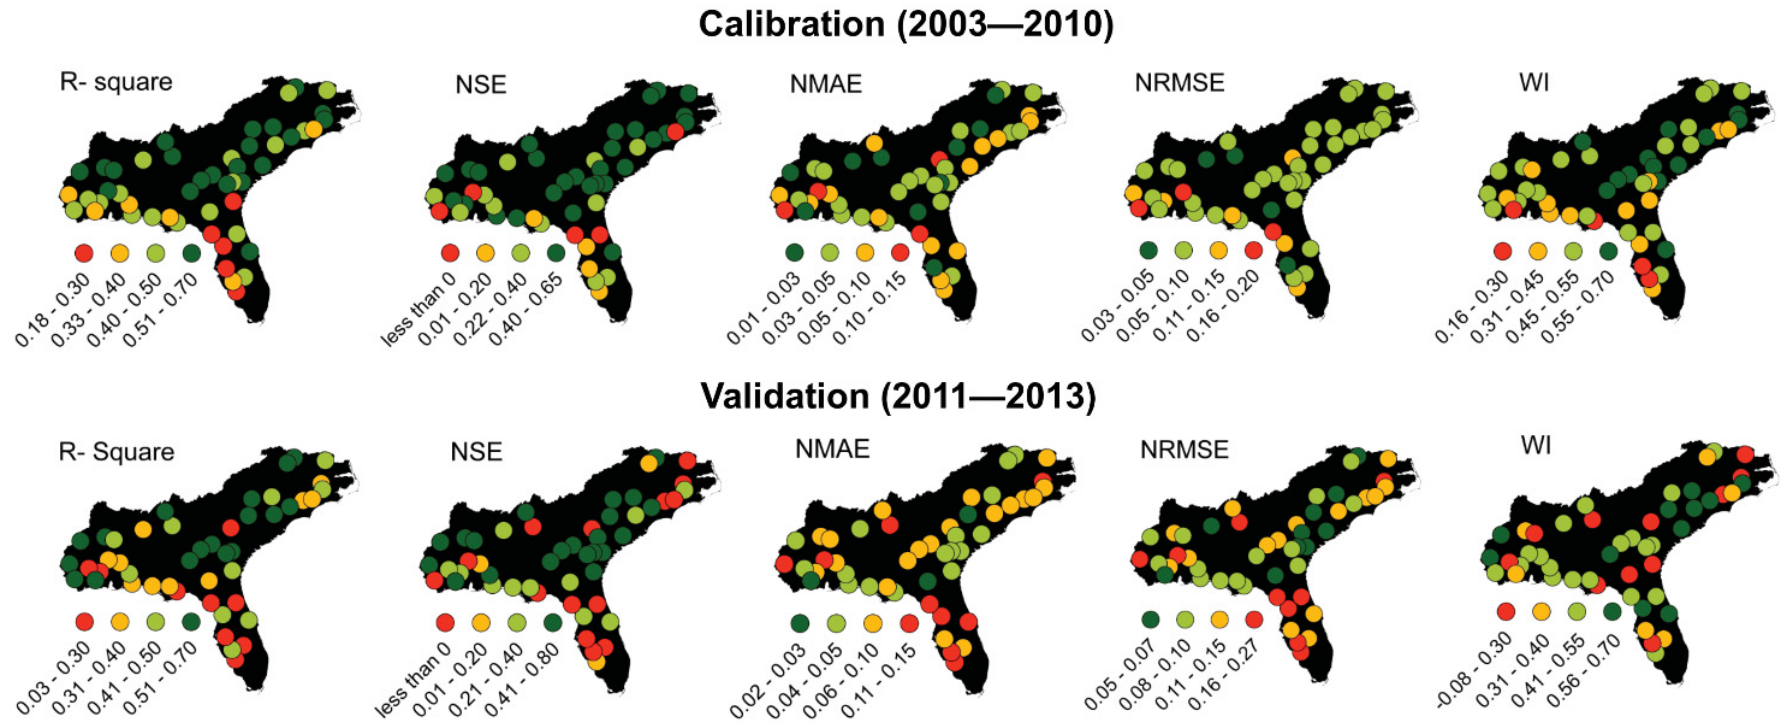 Calibration (2003—2010)
R- square
NSE
NMAE
NRMSE
WI
0.18 - 0.30
0.33 - 0.40
0.40 - 0.50
0.51 - 0.70
less than 0
0.01 - 0.20
0.22 - 0.40
0.40 - 0.65
0.01 - 0.03
0.03 - 0.05
0.05 - 0.10
0.10 - 0.15
0.03 - 0.05
0.05 - 0.10
0.11 - 0.15
0.16 - 0.20
0.16 - 0.30
0.31 - 0.45
0.45 - 0.55
0.55 - 0.70
Validation (2011—2013)
R- Square
NSE
NMAE
NRMSE
WI
0.03 - 0.30
0.31 - 0.40
0.41 - 0.50
0.51 - 0.70
less than 0
0.01 - 0.20
0.21 - 0.40
0.41 - 0.80
0.02 - 0.03
0.04 - 0.05
0.06 - 0.10
0.11 - 0.15
0.05 - 0.07
0.08 - 0.10
0.11 - 0.15
0.16 - 0.27
-0.08 - 0.30
0.31 - 0.40
0.41 - 0.55
0.56 - 0.70